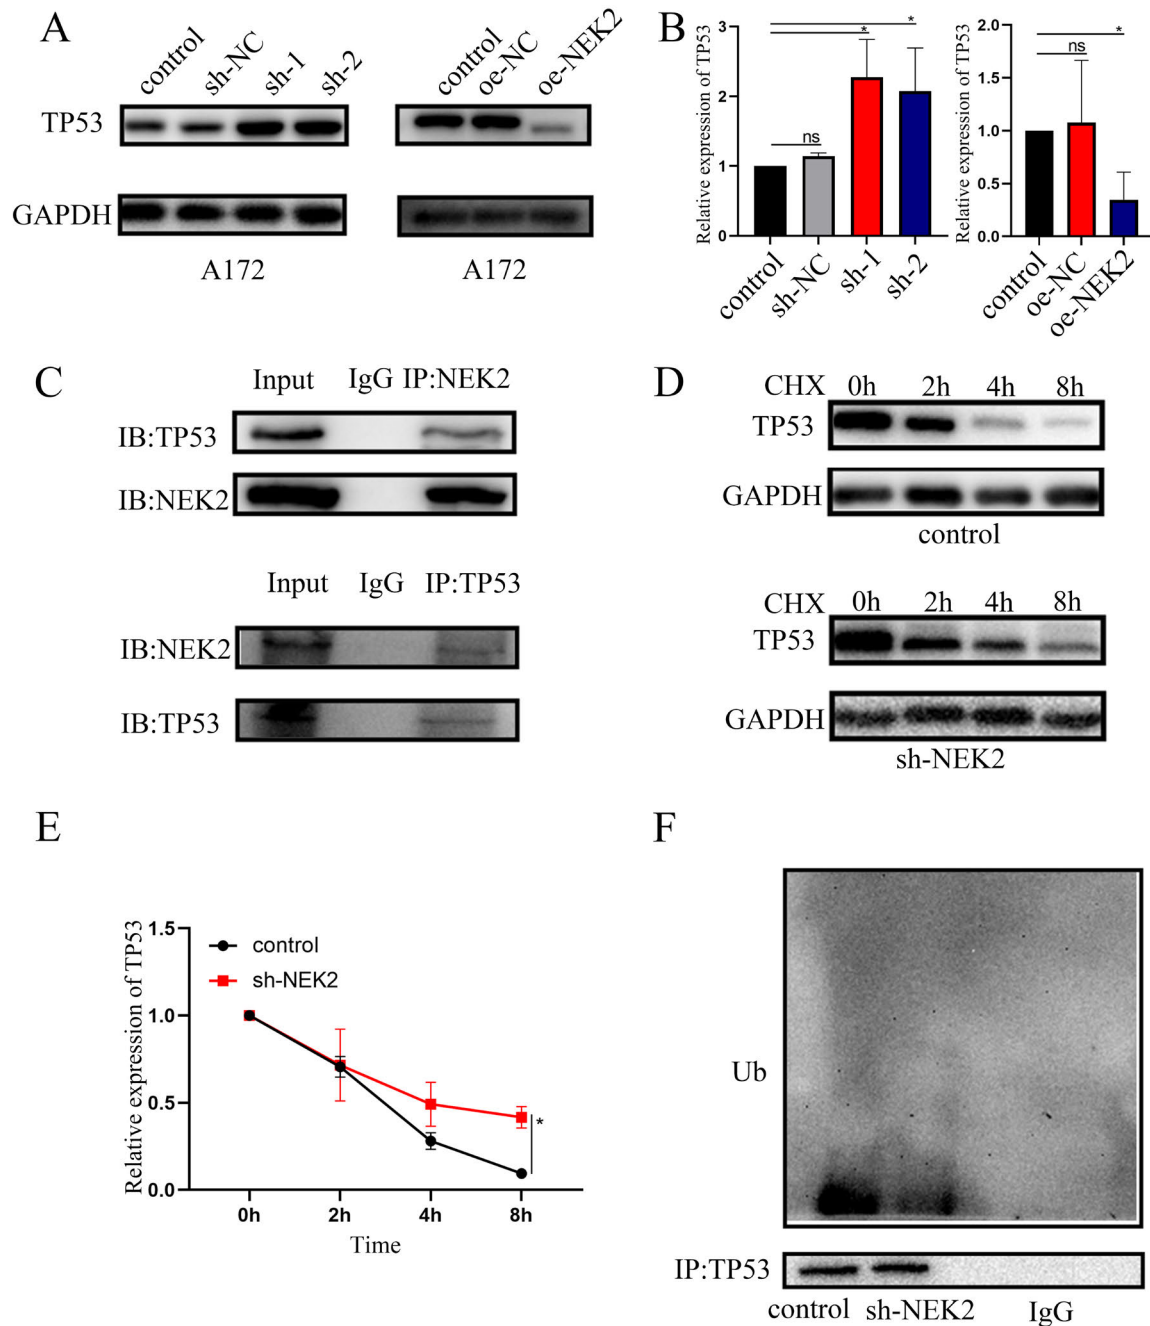 A
control
sh-NC
sh-1
sh-2
control
oe-NC
oe-NEK2
TP53
GAPDH
A172
A172
B
Relative expression of TP53
3
2
1
0
ns
*
*
control
sh-NC
sh-1
sh-2
Relative expression of TP53
2.0
1.5
1.0
0.5
0.0
ns
*
control
oe-NC
oe-NEK2
C
Input IgG IP:NEK2
IB:TP53
IB:NEK2
Input IgG IP:TP53
IB:NEK2
IB:TP53
D
CHX 0h 2h 4h 8h
TP53
GAPDH
control
CHX 0h 2h 4h 8h
TP53
GAPDH
sh-NEK2
E
Relative expression of TP53
1.5
1.0
0.5
0.0
control
sh-NEK2
*
0h 2h 4h 8h
Time
F
Ub
IP:TP53
control sh-NEK2 IgG